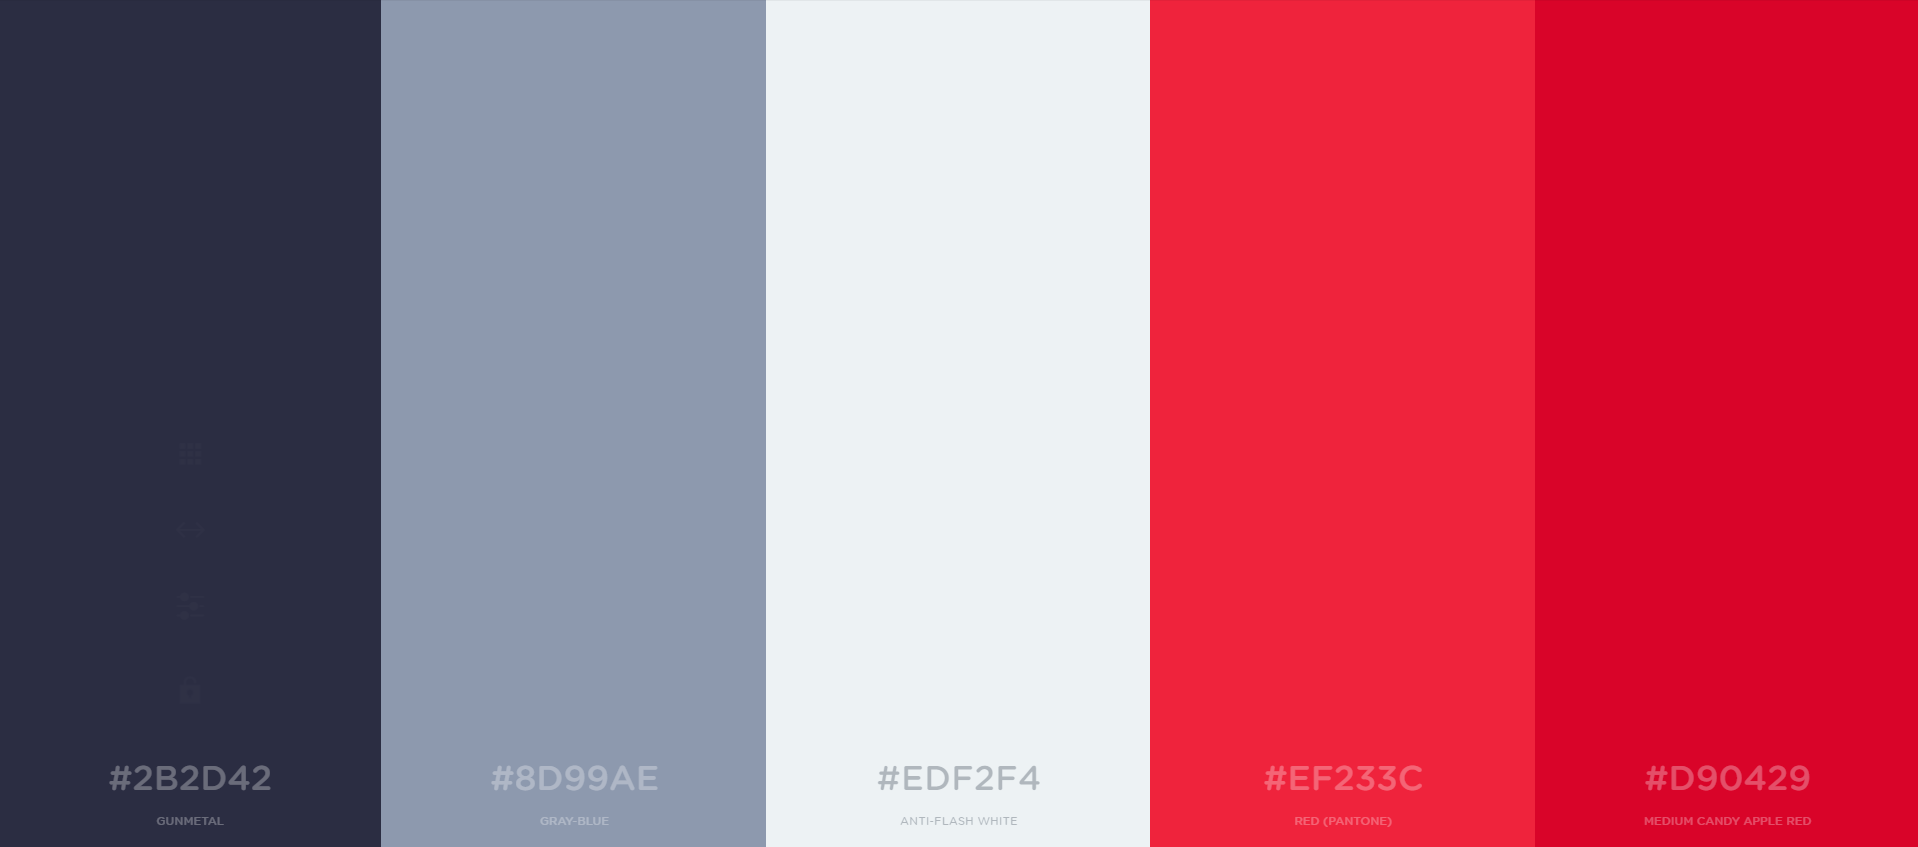 #2B2D42
GUNMETAL
#8D99AE
GRAY-BLUE
#EDF2F4
ANTI-FLASH WHITE
#EF233C
RED (PANTONE)
#D90429
MEDIUM CANDY APPLE RED